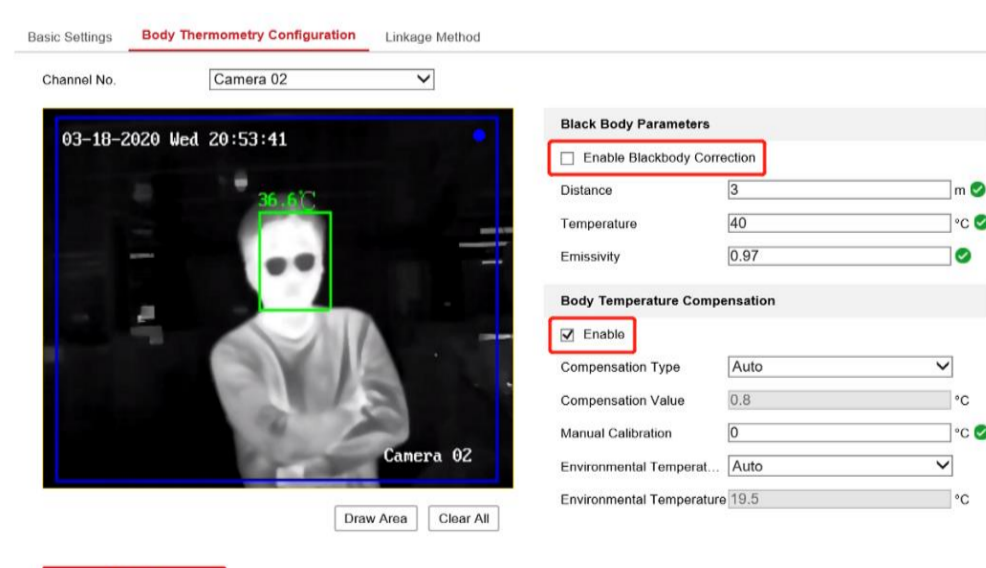 Basic Settings Body Thermometry Configuration Linkage Method
Channel No. Camera 02
03-18-2020 Wed 20:53:41
36.6℃
Camera 02
Draw Area Clear All
Black Body Parameters
Enable Blackbody Correction
Distance 3 m
Temperature 40 °C
Emissivity 0.97
Body Temperature Compensation
Enable
Compensation Type Auto
Compensation Value 0.8 °C
Manual Calibration 0 °C
Environmental Temperat... Auto
Environmental Temperature 19.5 °C